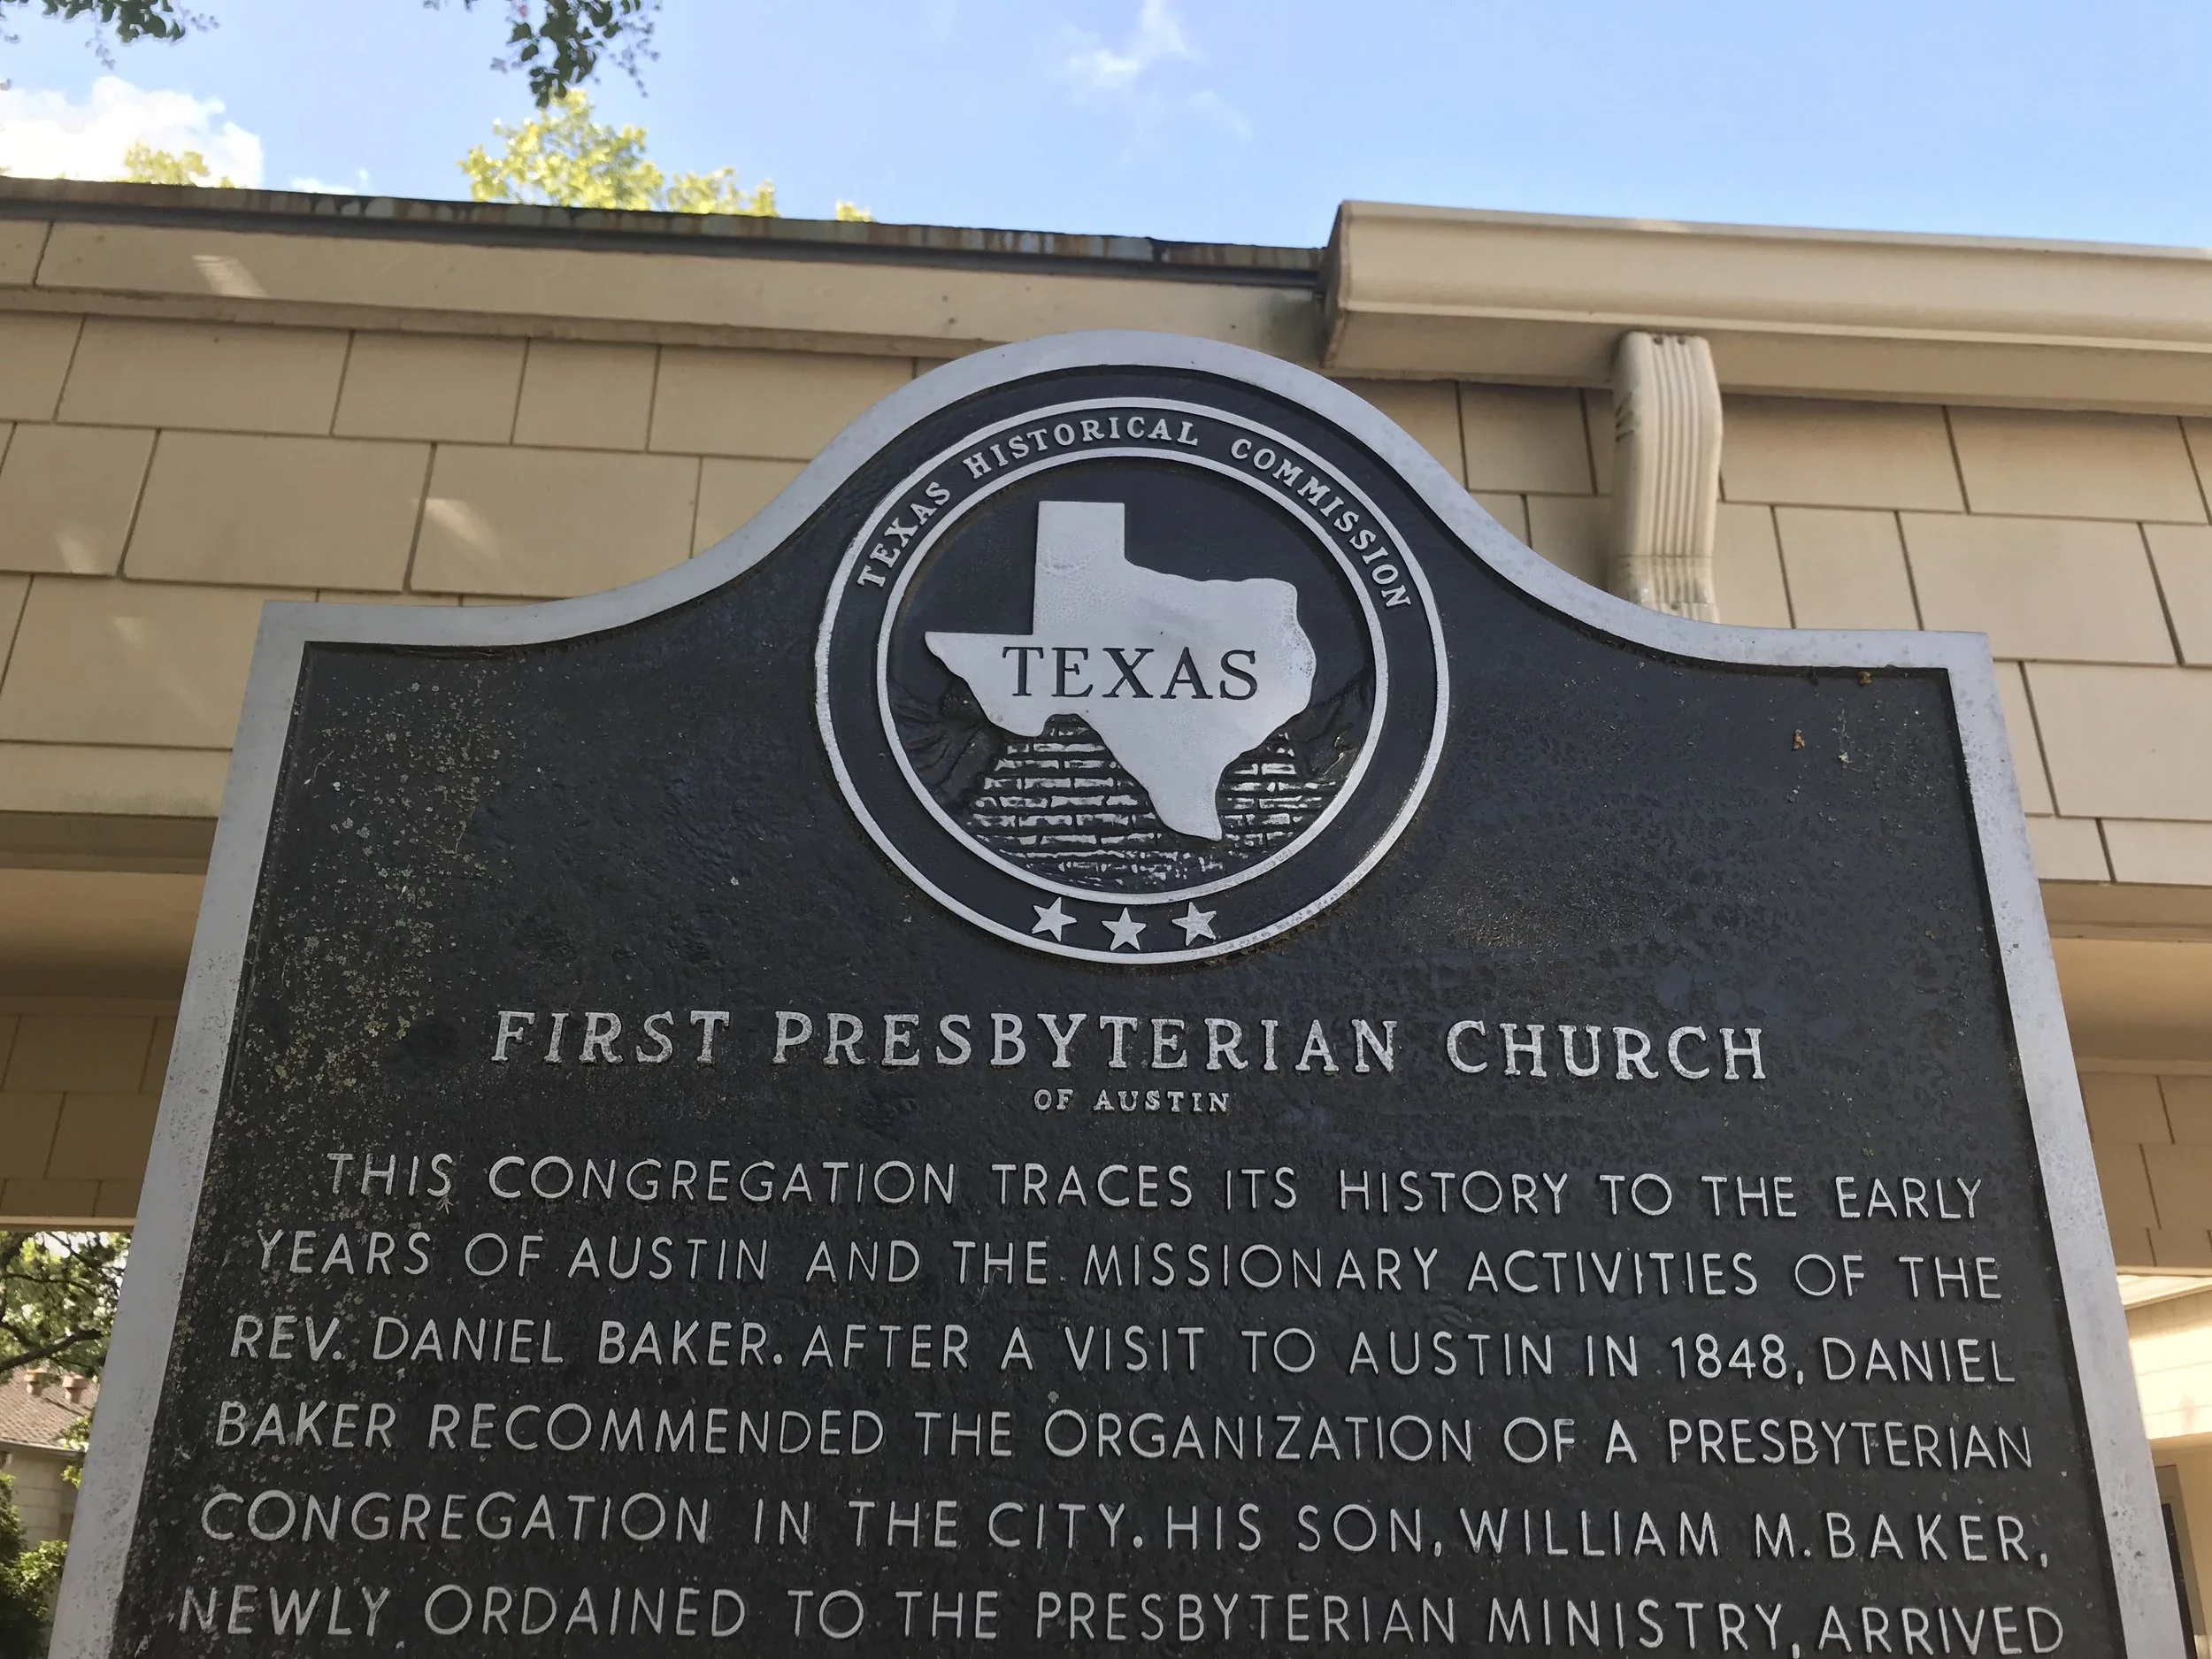 TEXAS HISTORICAL COMMISSION
TEXAS
FIRST PRESBYTERIAN CHURCH
OF AUSTIN
THIS CONGREGATION TRACES ITS HISTORY TO THE EARLY
YEARS OF AUSTIN AND THE MISSIONARY ACTIVITIES OF THE
REV. DANIEL BAKER. AFTER A VISIT TO AUSTIN IN 1848, DANIEL
BAKER RECOMMENDED THE ORGANIZATION OF A PRESBYTERIAN
CONGREGATION IN THE CITY. HIS SON, WILLIAM M. BAKER,
NEWLY ORDAINED TO THE PRESBYTERIAN MINISTRY, ARRIVED